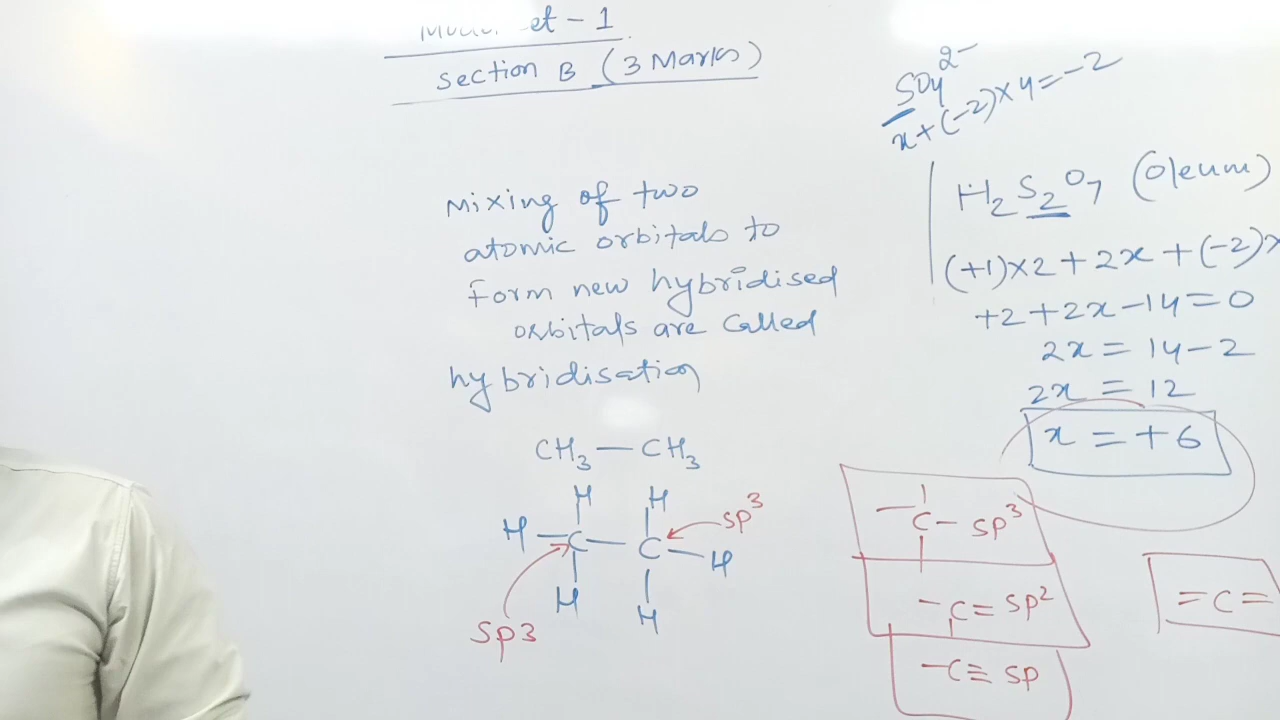 et - 1
Section B (3 Marks)
Mixing of two
atomic orbitals to
form new hybridised
orbitals are called
hybridisation
CH₃ — CH₃
H H
H — C — C — H
H H
sp³
sp3
SO₄²⁻
x + (-2) × 4 = -2
H₂S₂O₇ (Oleum)
(+1)×2 + 2x + (-2)×
+2 + 2x - 14 = 0
2x = 14 - 2
2x = 12
x = +6
— C — sp³
— C = sp²
— C ≡ sp
= C =